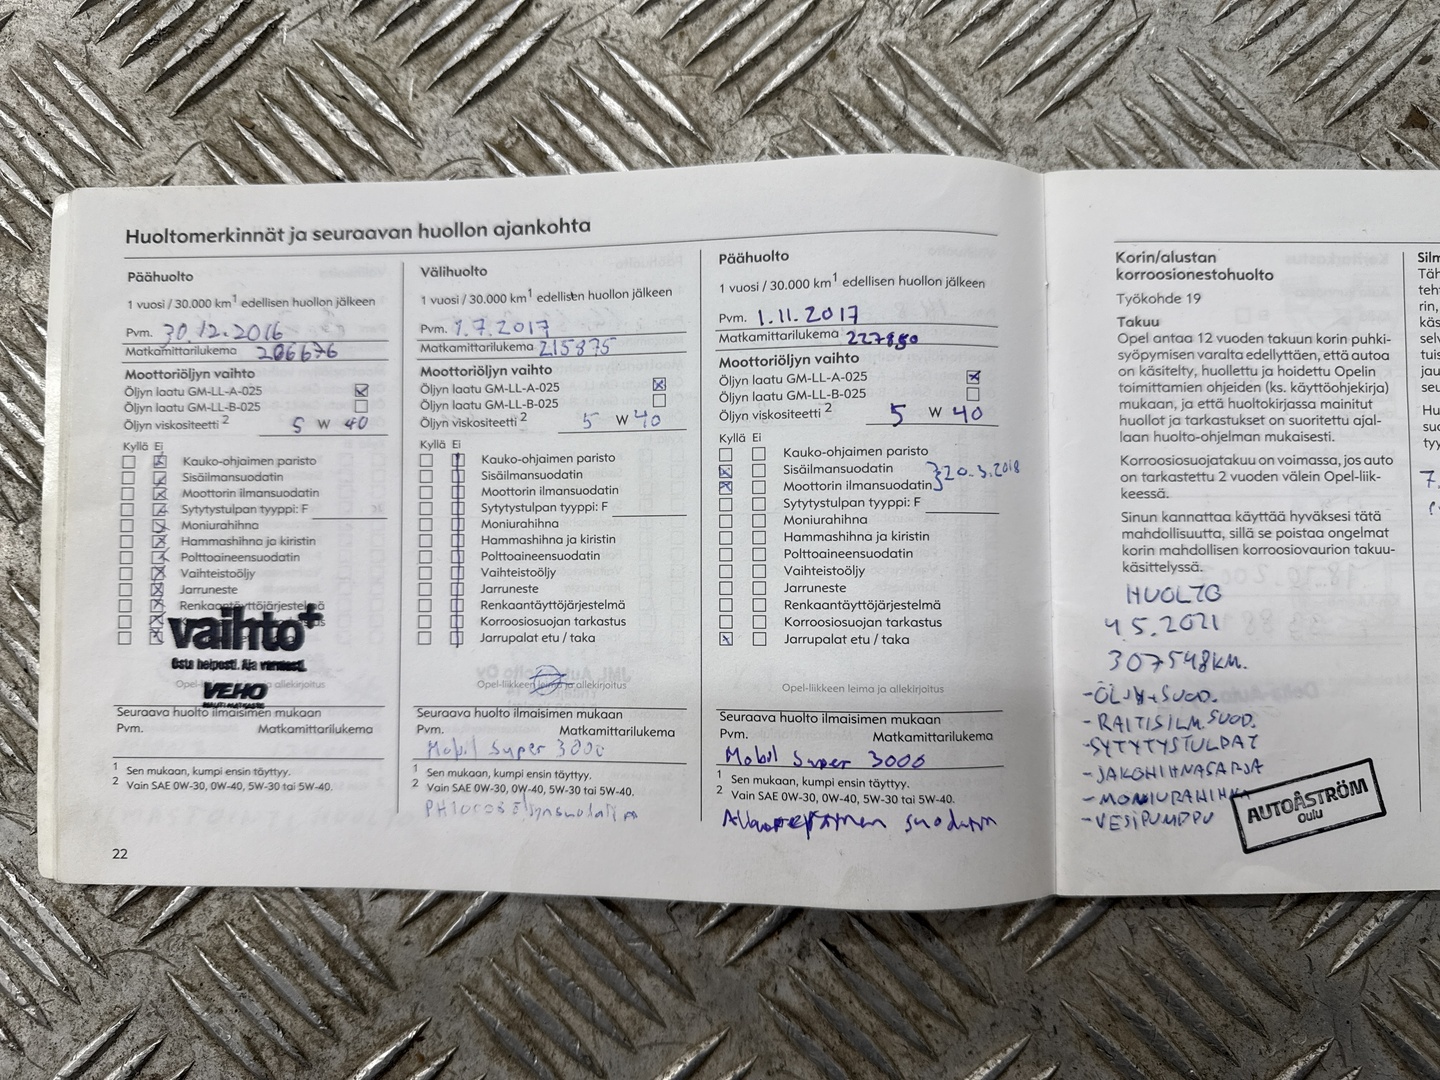 Huoltomerkinnät ja seuraavan huollon ajankohta
Päähuolto
1 vuosi / 30.000 km1 edellisen huollon jälkeen
Pvm. 30.12.2016
Matkamittarilukema 206676
Moottoriöljyn vaihto
Öljyn laatu GM-LL-A-025
Öljyn laatu GM-LL-B-025
Öljyn viskositeetti 2 5 W 40
Kyllä Ei
Kauko-ohjaimen paristo
Sisäilmansuodatin
Moottorin ilmansuodatin
Sytytystulpan tyyppi: F
Moniurahihna
Hammashihna ja kiristin
Polttoaineensuodatin
Vaihteistoöljy
Jarruneste
Renkaantäyttöjärjestelmä
vaihto+
Osta helposti. Aja varmasti.
Opel- allekirjoitus
VEHO
Seuraava huolto ilmaisimen mukaan
Pvm. Matkamittarilukema
1 Sen mukaan, kumpi ensin täyttyy.
2 Vain SAE 0W-30, 0W-40, 5W-30 tai 5W-40.
22
Välihuolto
1 vuosi / 30.000 km1 edellisen huollon jälkeen
Pvm. 1.7.2017
Matkamittarilukema 215875
Moottoriöljyn vaihto
Öljyn laatu GM-LL-A-025
Öljyn laatu GM-LL-B-025
Öljyn viskositeetti 2 5 W 40
Kyllä Ei
Kauko-ohjaimen paristo
Sisäilmansuodatin
Moottorin ilmansuodatin
Sytytystulpan tyyppi: F
Moniurahihna
Hammashihna ja kiristin
Polttoaineensuodatin
Vaihteistoöljy
Jarruneste
Renkaantäyttöjärjestelmä
Korroosiosuojan tarkastus
Jarrupalat etu / taka
Opel-liikkeen leima ja allekirjoitus
Seuraava huolto ilmaisimen mukaan
Pvm. Matkamittarilukema
Mobil Super 3000
1 Sen mukaan, kumpi ensin täyttyy.
2 Vain SAE 0W-30, 0W-40, 5W-30 tai 5W-40.
Päähuolto
1 vuosi / 30.000 km1 edellisen huollon jälkeen
Pvm. 1.11.2017
Matkamittarilukema
Moottoriöljyn vaihto
Öljyn laatu GM-LL-A-025
Öljyn laatu GM-LL-B-025
Öljyn viskositeetti 2 5 W 40
Kyllä Ei
Kauko-ohjaimen paristo
Sisäilmansuodatin
Moottorin ilmansuodatin } 20.3.2018
Sytytystulpan tyyppi: F
Moniurahihna
Hammashihna ja kiristin
Polttoaineensuodatin
Vaihteistoöljy
Jarruneste
Renkaantäyttöjärjestelmä
Korroosiosuojan tarkastus
Jarrupalat etu / taka
Opel-liikkeen leima ja allekirjoitus
Seuraava huolto ilmaisimen mukaan
Pvm. Matkamittarilukema
Mobil Super 3000
1 Sen mukaan, kumpi ensin täyttyy.
2 Vain SAE 0W-30, 0W-40, 5W-30 tai 5W-40.
Korin/alustan
korroosionestohuolto
Työkohde 19
Takuu
Opel antaa 12 vuoden takuun korin puhki-
syöpymisen varalta edellyttäen, että autoa
on käsitelty, huollettu ja hoidettu Opelin
toimittamien ohjeiden (ks. käyttöohjekirja)
mukaan, ja että huoltokirjassa mainitut
huollot ja tarkastukset on suoritettu ajal-
laan huolto-ohjelman mukaisesti.
Korroosiosuojatakuu on voimassa, jos auto
on tarkastettu 2 vuoden välein Opel-liik-
keessä.
Sinun kannattaa käyttää hyväksesi tätä
mahdollisuutta, sillä se poistaa ongelmat
korin mahdollisen korroosiovaurion takuu-
käsittelyssä.
HUOLTO
4.5.2021
307548KM.
-ÖLJY+SUOD.
-RAITISILM.SUOD.
-SYTYTYSTULPAT
-JAKOHIHNASARJA
-MONIURAHIHNA
-VESIPUMPPU
AUTOÅSTRÖM
Oulu